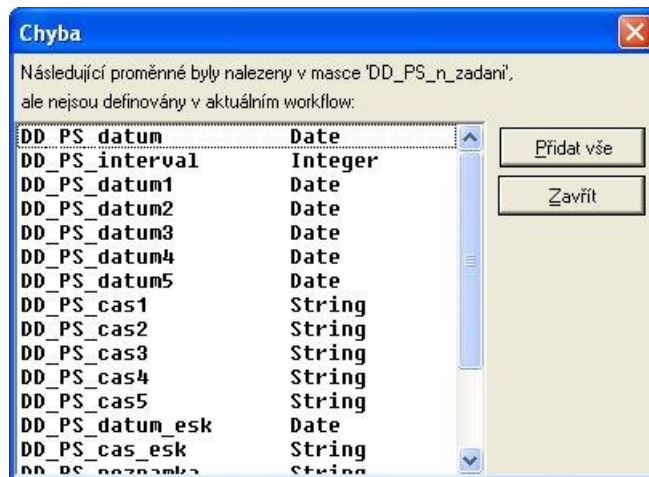 Chyba
Následující proměnné byly nalezeny v masce 'DD_PS_n_zadani',
ale nejsou definovány v aktuálním workflow:
DD_PS_datum Date
DD_PS_interval Integer
DD_PS_datum1 Date
DD_PS_datum2 Date
DD_PS_datum3 Date
DD_PS_datum4 Date
DD_PS_datum5 Date
DD_PS_cas1 String
DD_PS_cas2 String
DD_PS_cas3 String
DD_PS_cas4 String
DD_PS_cas5 String
DD_PS_datum_esk Date
DD_PS_cas_esk String
DD_PS_poznamka String
Přidat vše
Zavřít